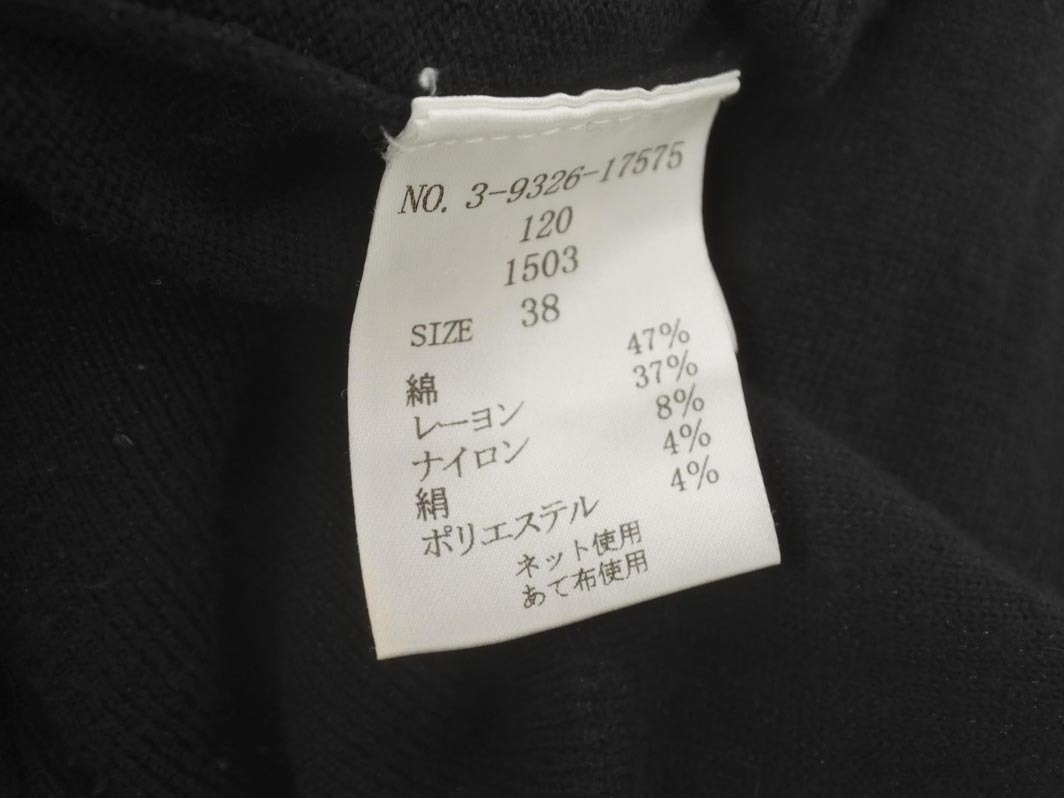 NO. 3-9326-17575
120
1503
SIZE 38
綿 47%
レーヨン 37%
ナイロン 8%
絹 4%
ポリエステル 4%
ネット使用
あて布使用